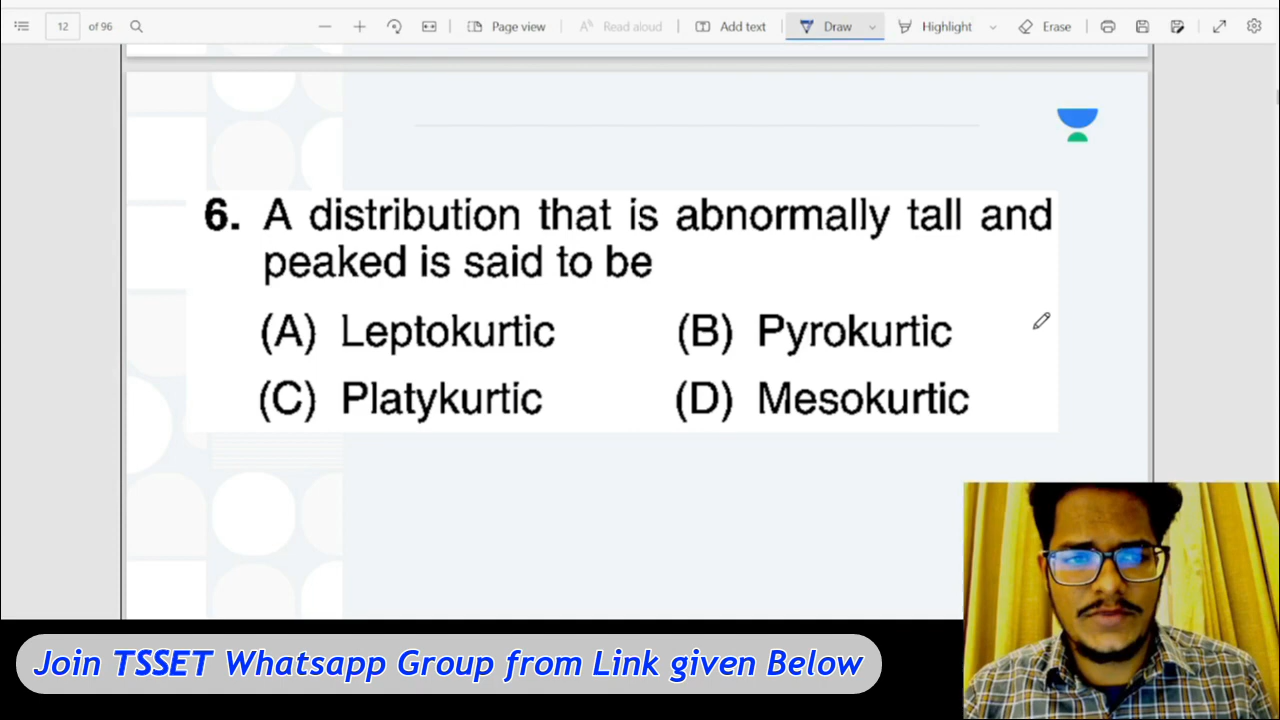 12 of 96 Page view Read aloud Add text Draw Highlight Erase
6. A distribution that is abnormally tall and
peaked is said to be
(A) Leptokurtic (B) Pyrokurtic
(C) Platykurtic (D) Mesokurtic
Join TSSET Whatsapp Group from Link given Below